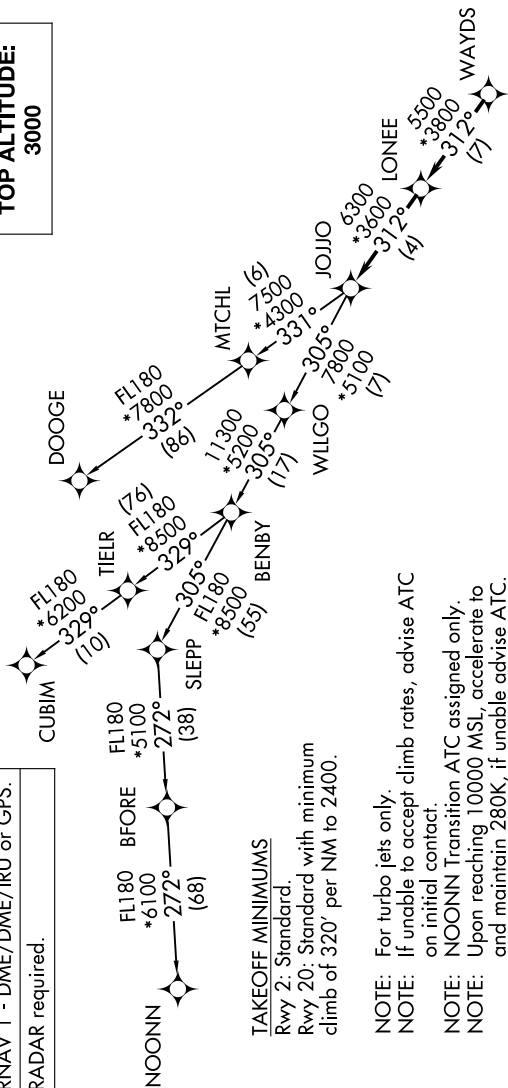 TOP ALTITUDE:
3000
RNAV 1 - DME/DME/IRU or GPS.
RADAR required.
WAYDS
5500
*3800
312°
(7)
LONEE
6300
*3600
312°
(4)
JOJJO
(6)
7500
*4300
331°
MTCHL
FL180
*7800
332°
(86)
DOOGE
305°
7800
*5100
(7)
WLLGO
11300
*5200
305°
(17)
BENBY
(76)
FL180
*8500
329°
TIELR
FL180
*6200
329°
(10)
CUBIM
305°
FL180
*8500
(55)
SLEPP
FL180
*5100
272°
(38)
BFORE
FL180
*6100
272°
(68)
NOONN
TAKEOFF MINIMUMS
Rwy 2: Standard.
Rwy 20: Standard with minimum
climb of 320' per NM to 2400.
NOTE: For turbo jets only.
NOTE: If unable to accept climb rates, advise ATC
on initial contact.
NOTE: NOONN Transition ATC assigned only.
NOTE: Upon reaching 10000 MSL, accelerate to
and maintain 280K, if unable advise ATC.